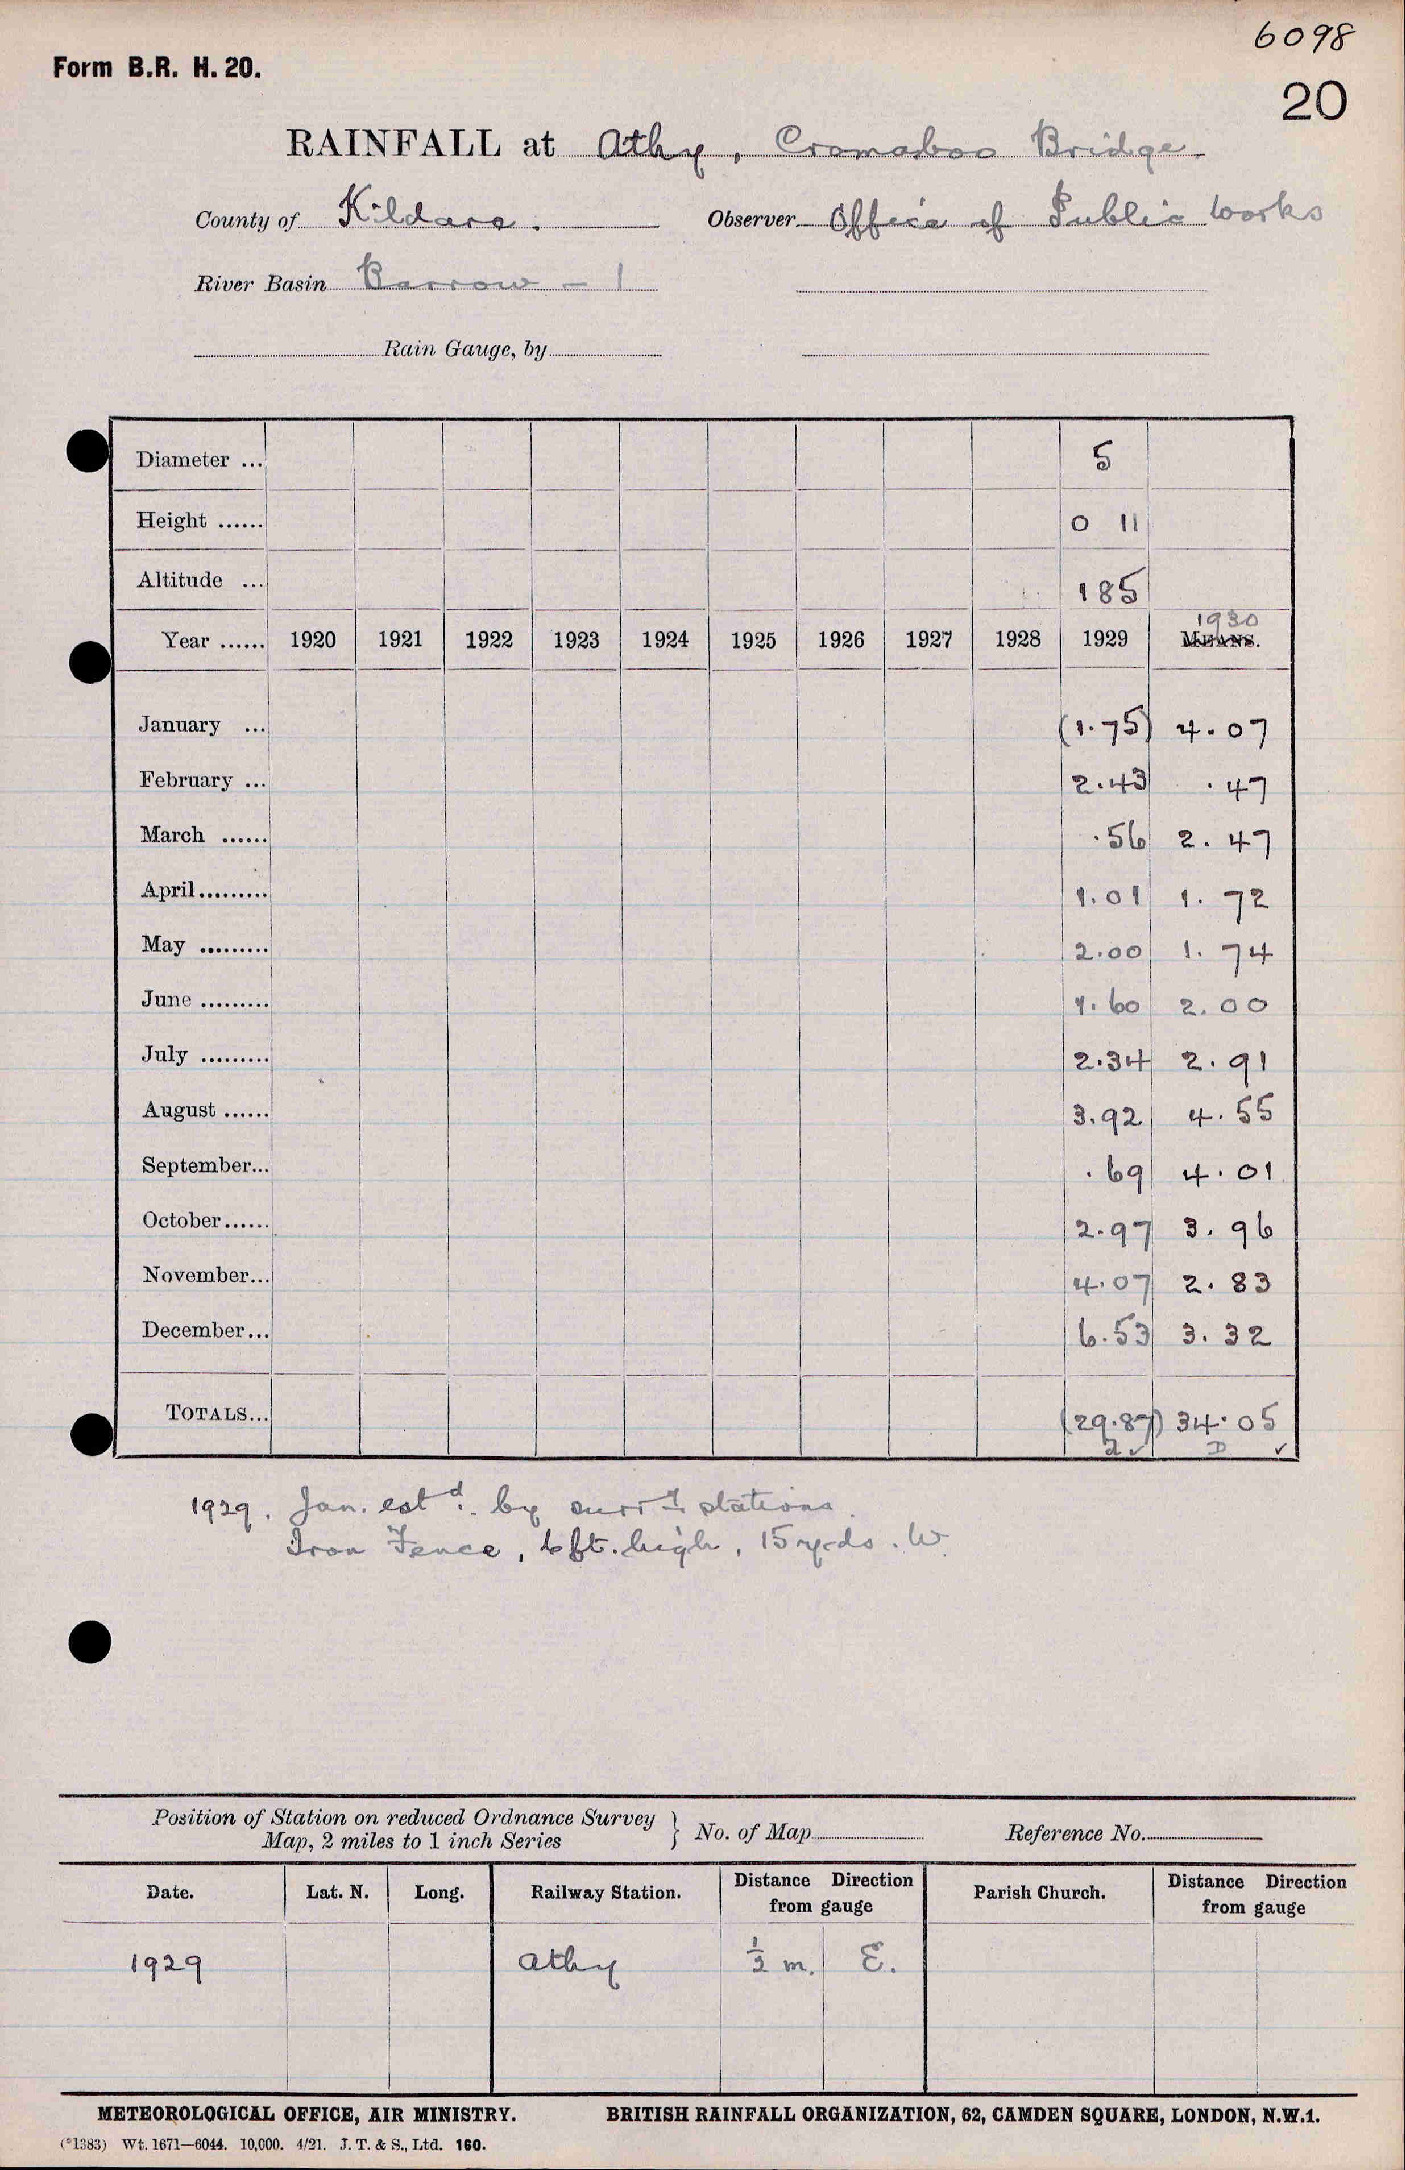 6098
Form B.R. H. 20.
20
RAINFALL at Athy, Cromaboo Bridge
County of Kildare. Observer Office of Public Works
River Basin Barrow - 1
Rain Gauge, by
Diameter ... 5
Height ...... 0 11
Altitude ... 185
1930
Year ...... 1920 1921 1922 1923 1924 1925 1926 1927 1928 1929 MEANS.
January ... (1.75) 4.07
February ... 2.43 .47
March ...... .56 2.47
April ......... 1.01 1.72
May ......... 2.00 1.74
June ......... 1.60 2.00
July ......... 2.34 2.91
August ...... 3.92 4.55
September... .69 4.01
October...... 2.97 3.96
November... 4.07 2.83
December... 6.53 3.32
TOTALS... (29.87) 34.05
1929. Jan. estd. by surrg stations.
Iron Fence, 6ft. high, 15 yds. W.
Position of Station on reduced Ordnance Survey
Map, 2 miles to 1 inch Series } No. of Map Reference No.
Date. Lat. N. Long. Railway Station. Distance Direction from gauge Parish Church. Distance Direction from gauge
1929 Athy ½ m. E.
METEOROLOGICAL OFFICE, AIR MINISTRY. BRITISH RAINFALL ORGANIZATION, 62, CAMDEN SQUARE, LONDON, N.W.1.
(*1383) Wt. 1671—6044. 10,000. 4/21. J. T. & S., Ltd. 160.